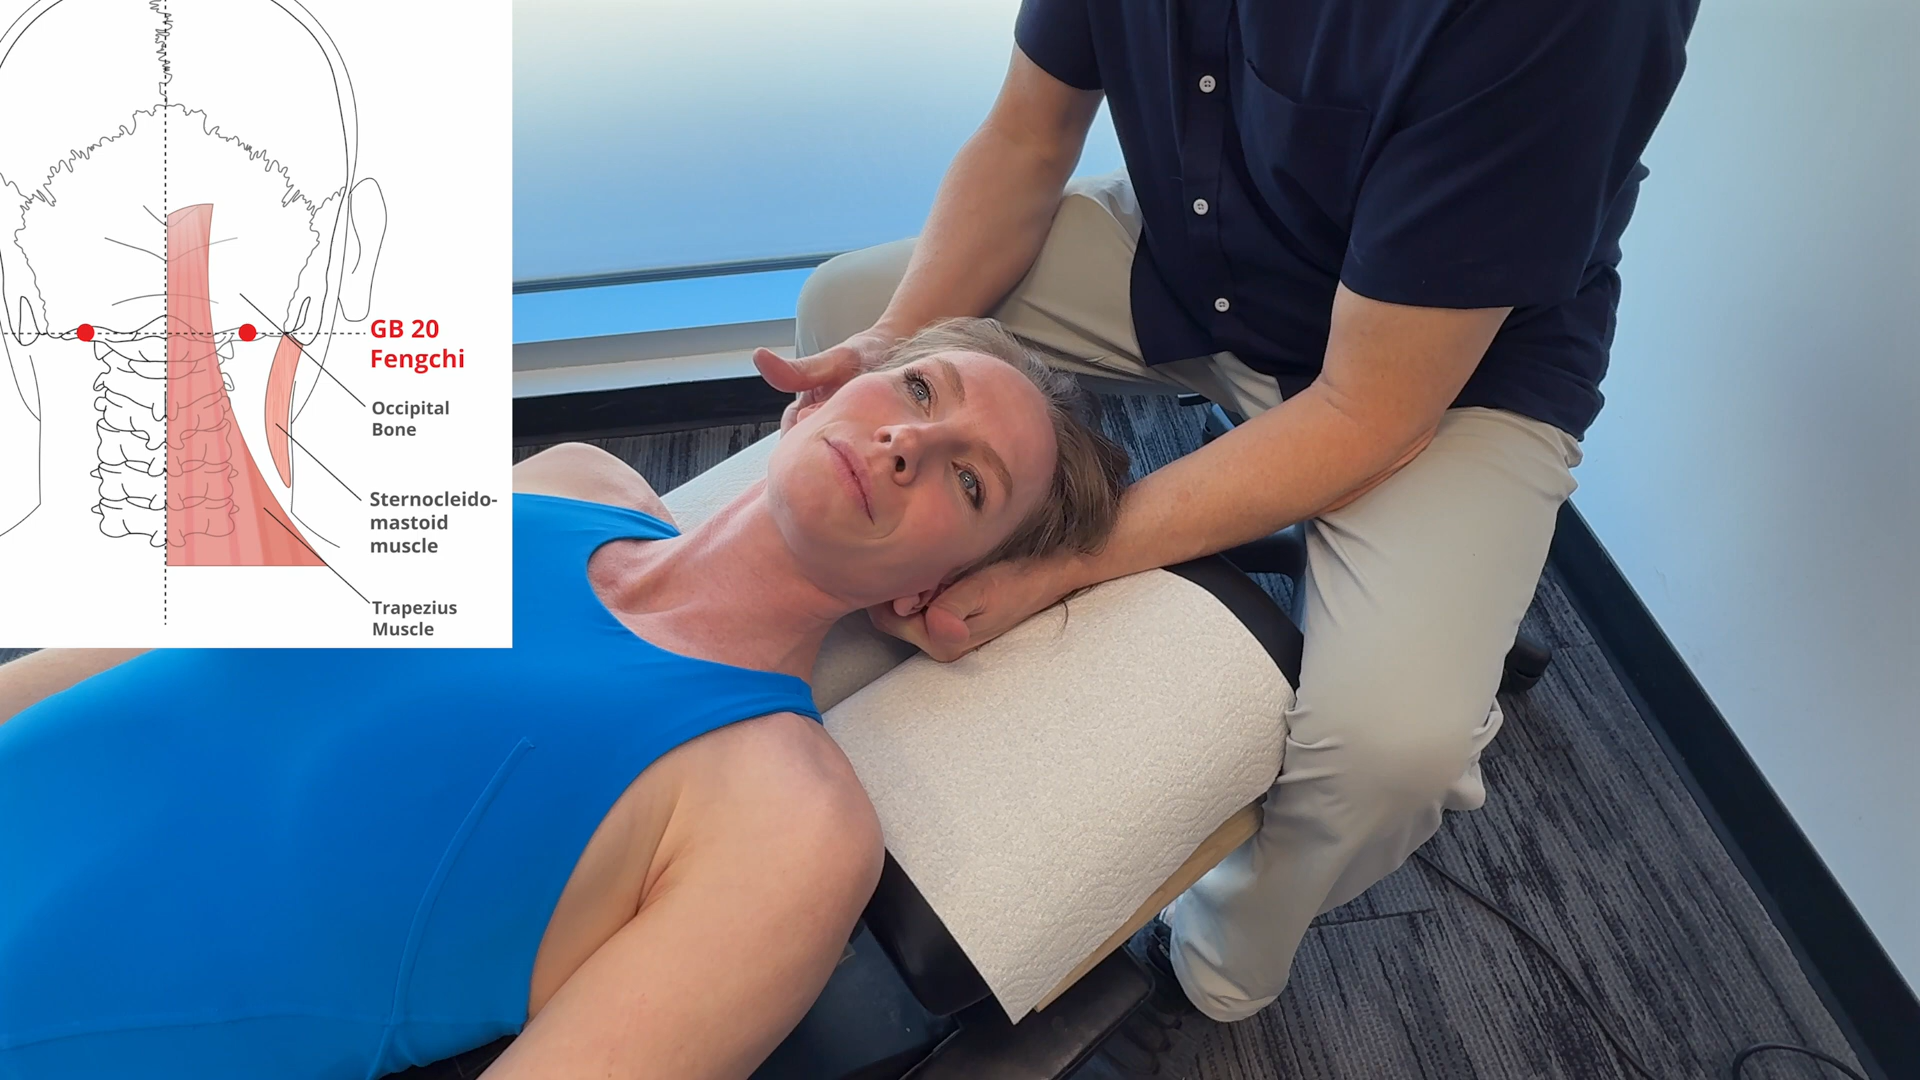 GB 20
Fengchi
Occipital
Bone
Sternocleido-
mastoid
muscle
Trapezius
Muscle